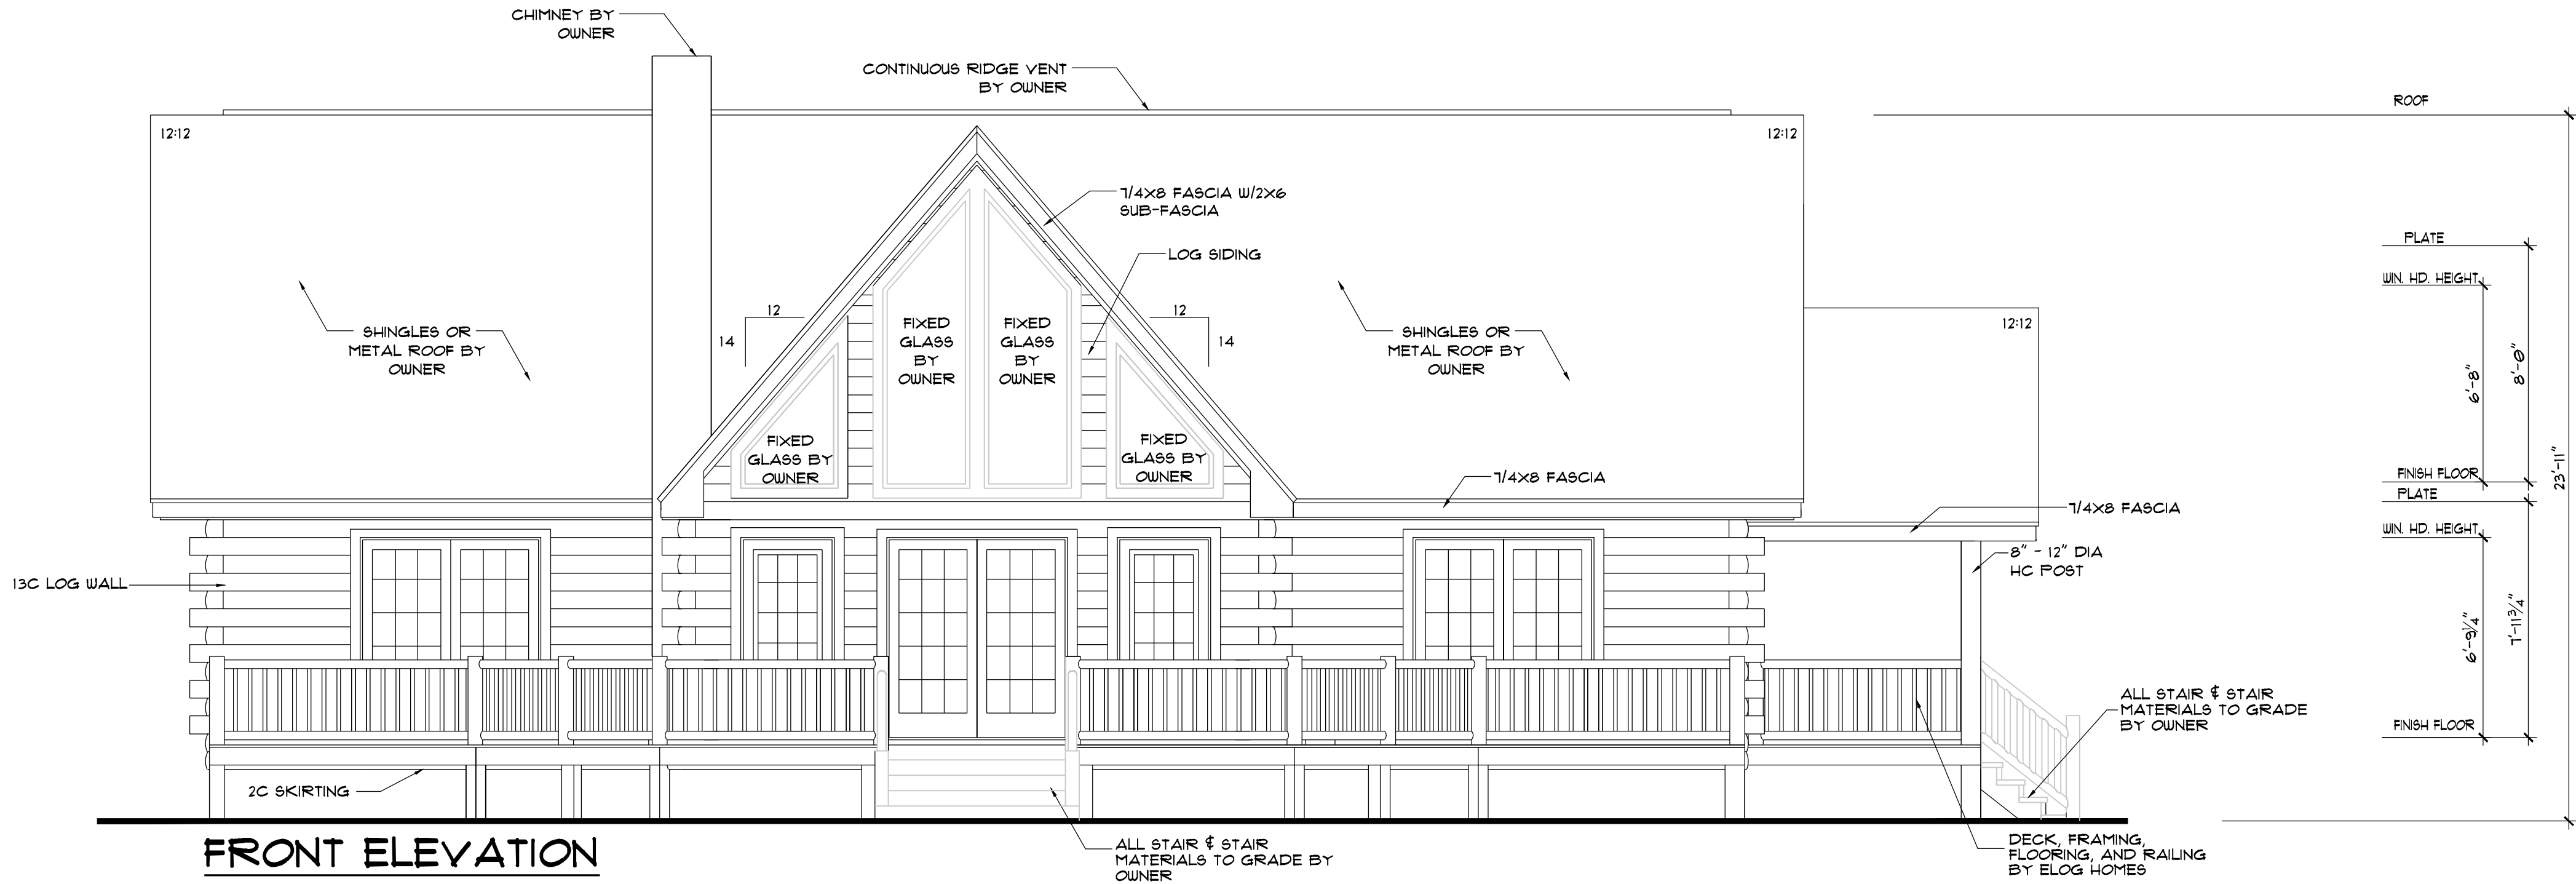 CHIMNEY BY
OWNER
CONTINUOUS RIDGE VENT
BY OWNER
ROOF
12:12
12:12
7/4X8 FASCIA W/2X6
SUB-FASCIA
LOG SIDING
PLATE
WIN. HD. HEIGHT
12
14
12
14
12:12
SHINGLES OR
METAL ROOF BY
OWNER
FIXED
GLASS
BY
OWNER
FIXED
GLASS
BY
OWNER
SHINGLES OR
METAL ROOF BY
OWNER
6'-8"
8'-0"
FIXED
GLASS BY
OWNER
FIXED
GLASS BY
OWNER
7/4X8 FASCIA
FINISH FLOOR
PLATE
23'-11"
7/4X8 FASCIA
WIN. HD. HEIGHT
8" - 12" DIA
HC POST
13C LOG WALL
6'-9 1/4"
7'-11 3/4"
ALL STAIR & STAIR
MATERIALS TO GRADE
BY OWNER
FINISH FLOOR
2C SKIRTING
FRONT ELEVATION
ALL STAIR & STAIR
MATERIALS TO GRADE BY
OWNER
DECK, FRAMING,
FLOORING, AND RAILING
BY ELOG HOMES